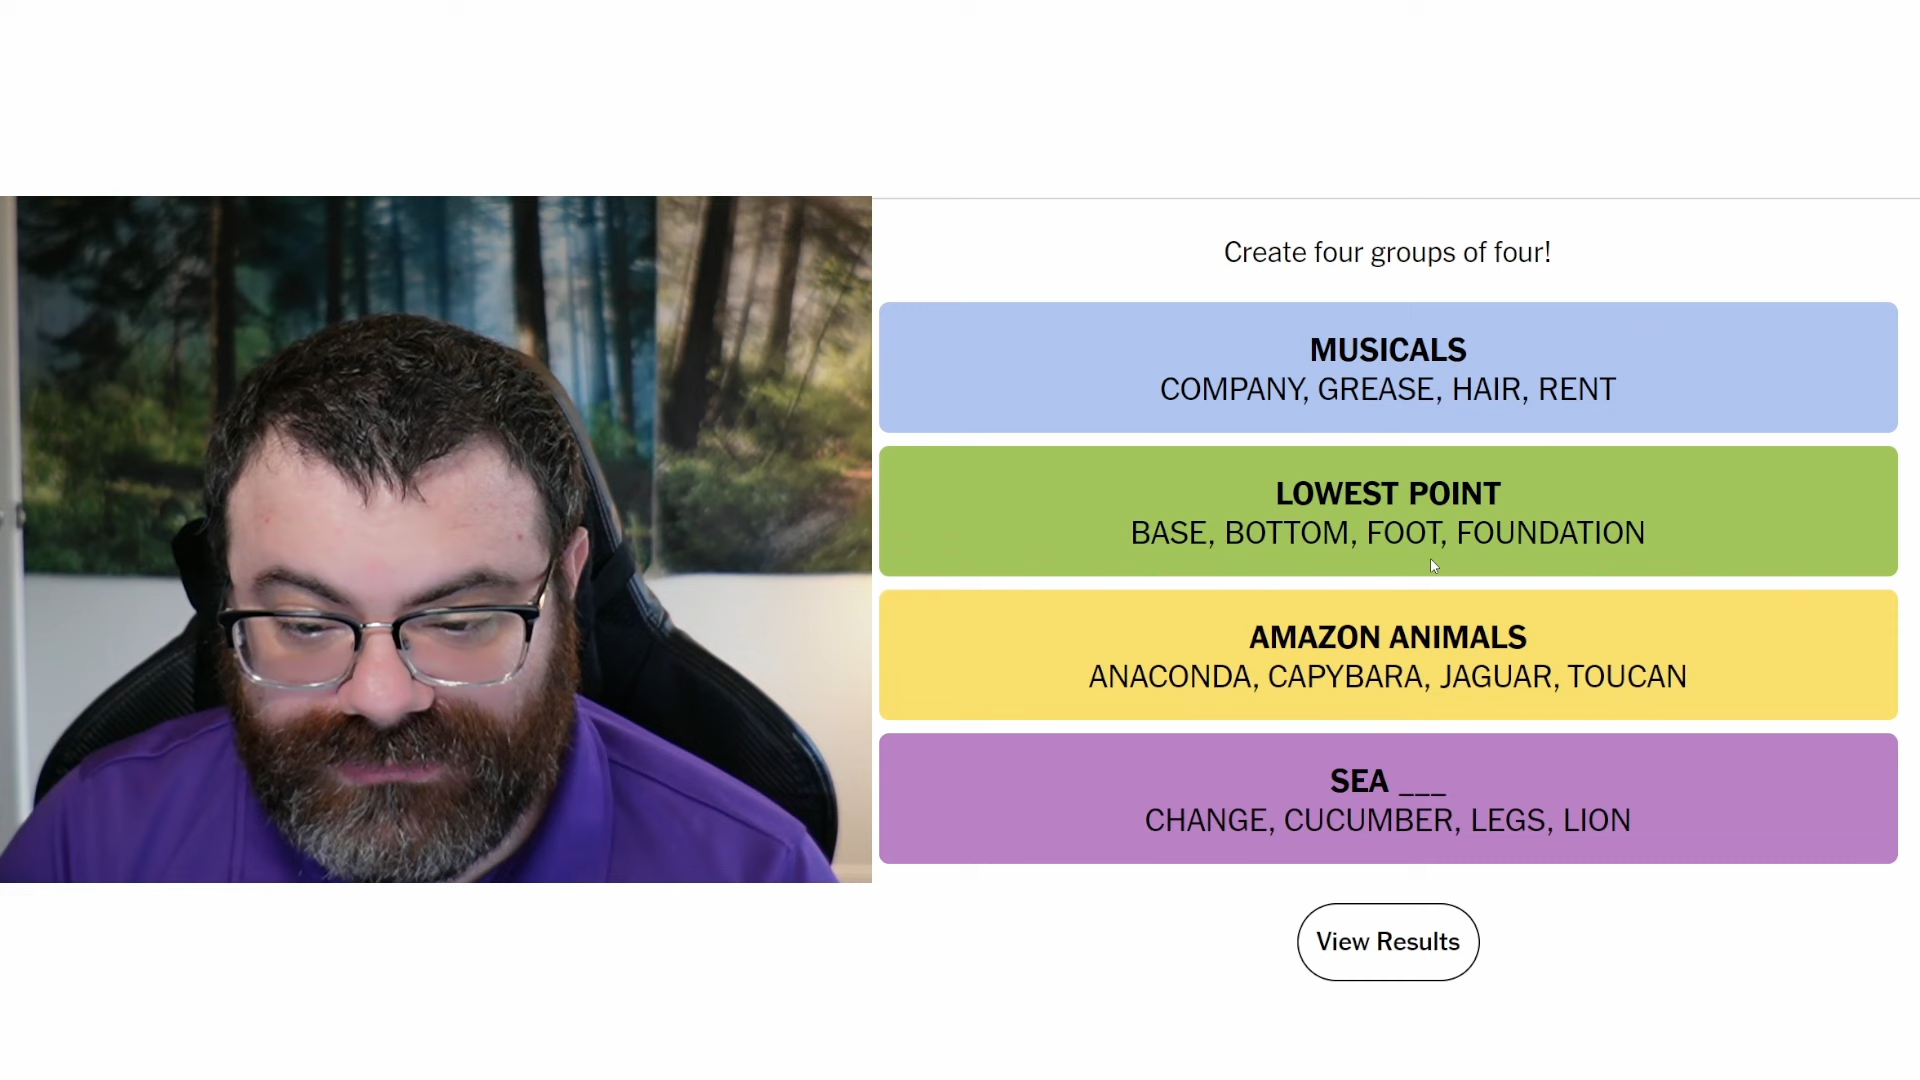 Create four groups of four!
MUSICALS
COMPANY, GREASE, HAIR, RENT
LOWEST POINT
BASE, BOTTOM, FOOT, FOUNDATION
AMAZON ANIMALS
ANACONDA, CAPYBARA, JAGUAR, TOUCAN
SEA ___
CHANGE, CUCUMBER, LEGS, LION
View Results